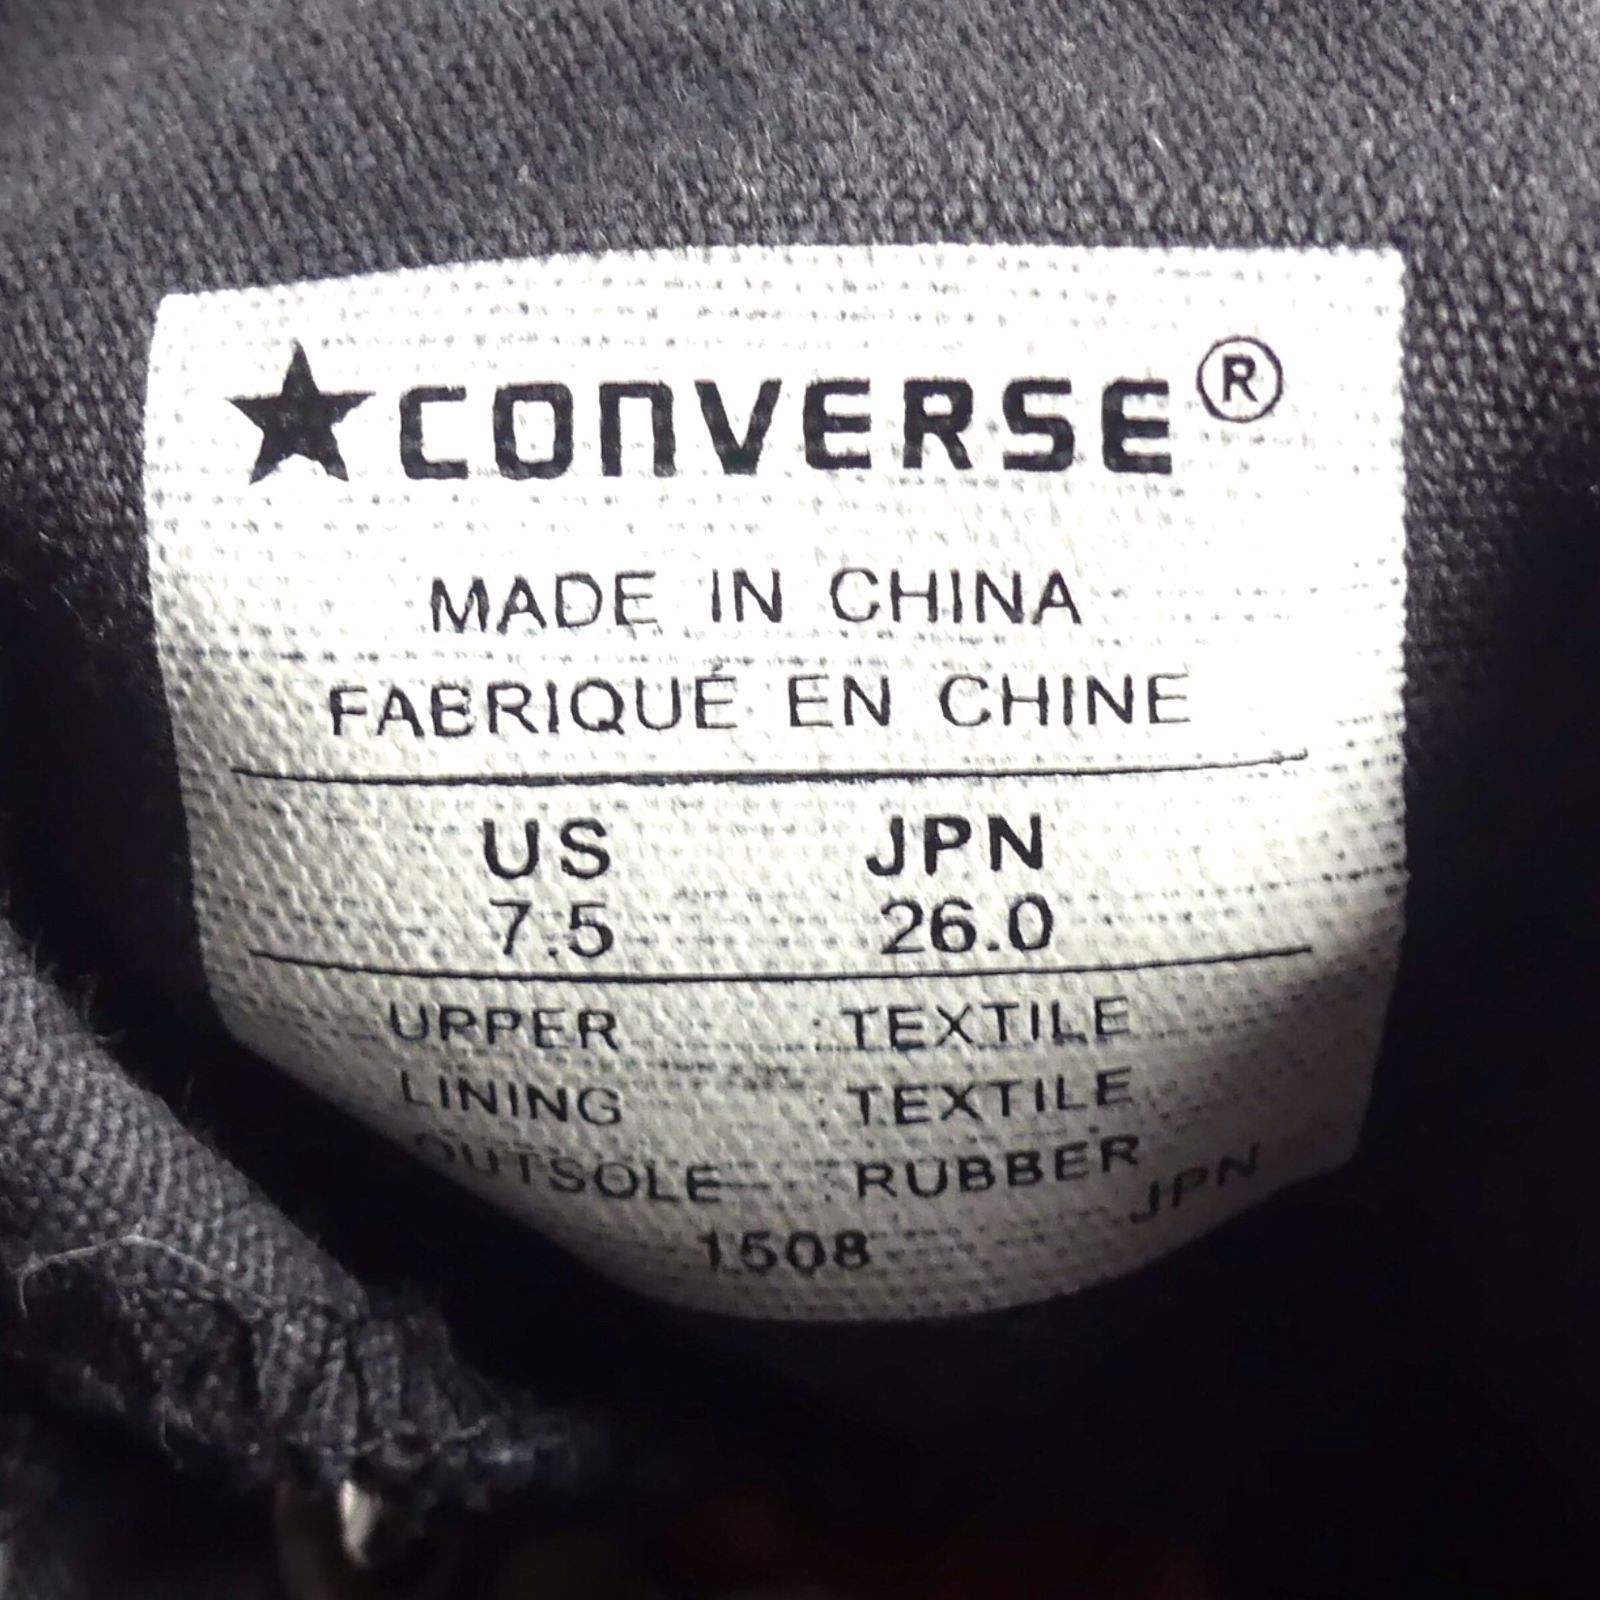 ★CONVERSE®
MADE IN CHINA
FABRIQUÉ EN CHINE
US JPN
7.5 26.0
UPPER : TEXTILE
LINING : TEXTILE
OUTSOLE : RUBBER
JPN
1508